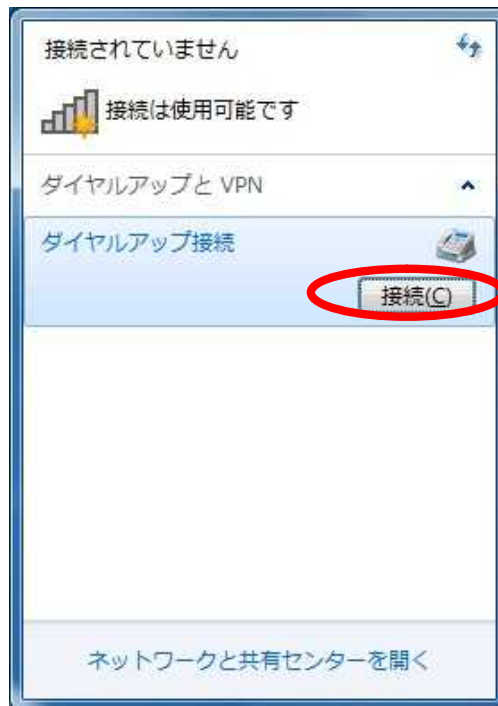 接続されていません
接続は使用可能です
ダイヤルアップと VPN
ダイヤルアップ接続
接続(C)
ネットワークと共有センターを開く